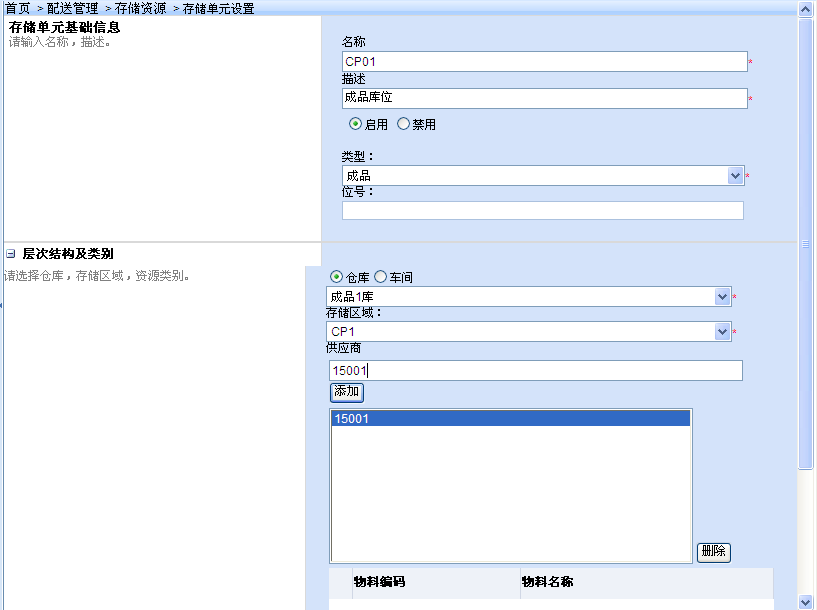 首页 > 配送管理 > 存储资源 > 存储单元设置
存储单元基础信息
请输入名称，描述。
名称
CP01 *
描述
成品库位 *
启用 禁用
类型：
成品 *
位号：
层次结构及类别
请选择仓库，存储区域，资源类别。
仓库 车间
成品1库 *
存储区域：
CP1 *
供应商
15001
添加
15001
删除
物料编码 物料名称